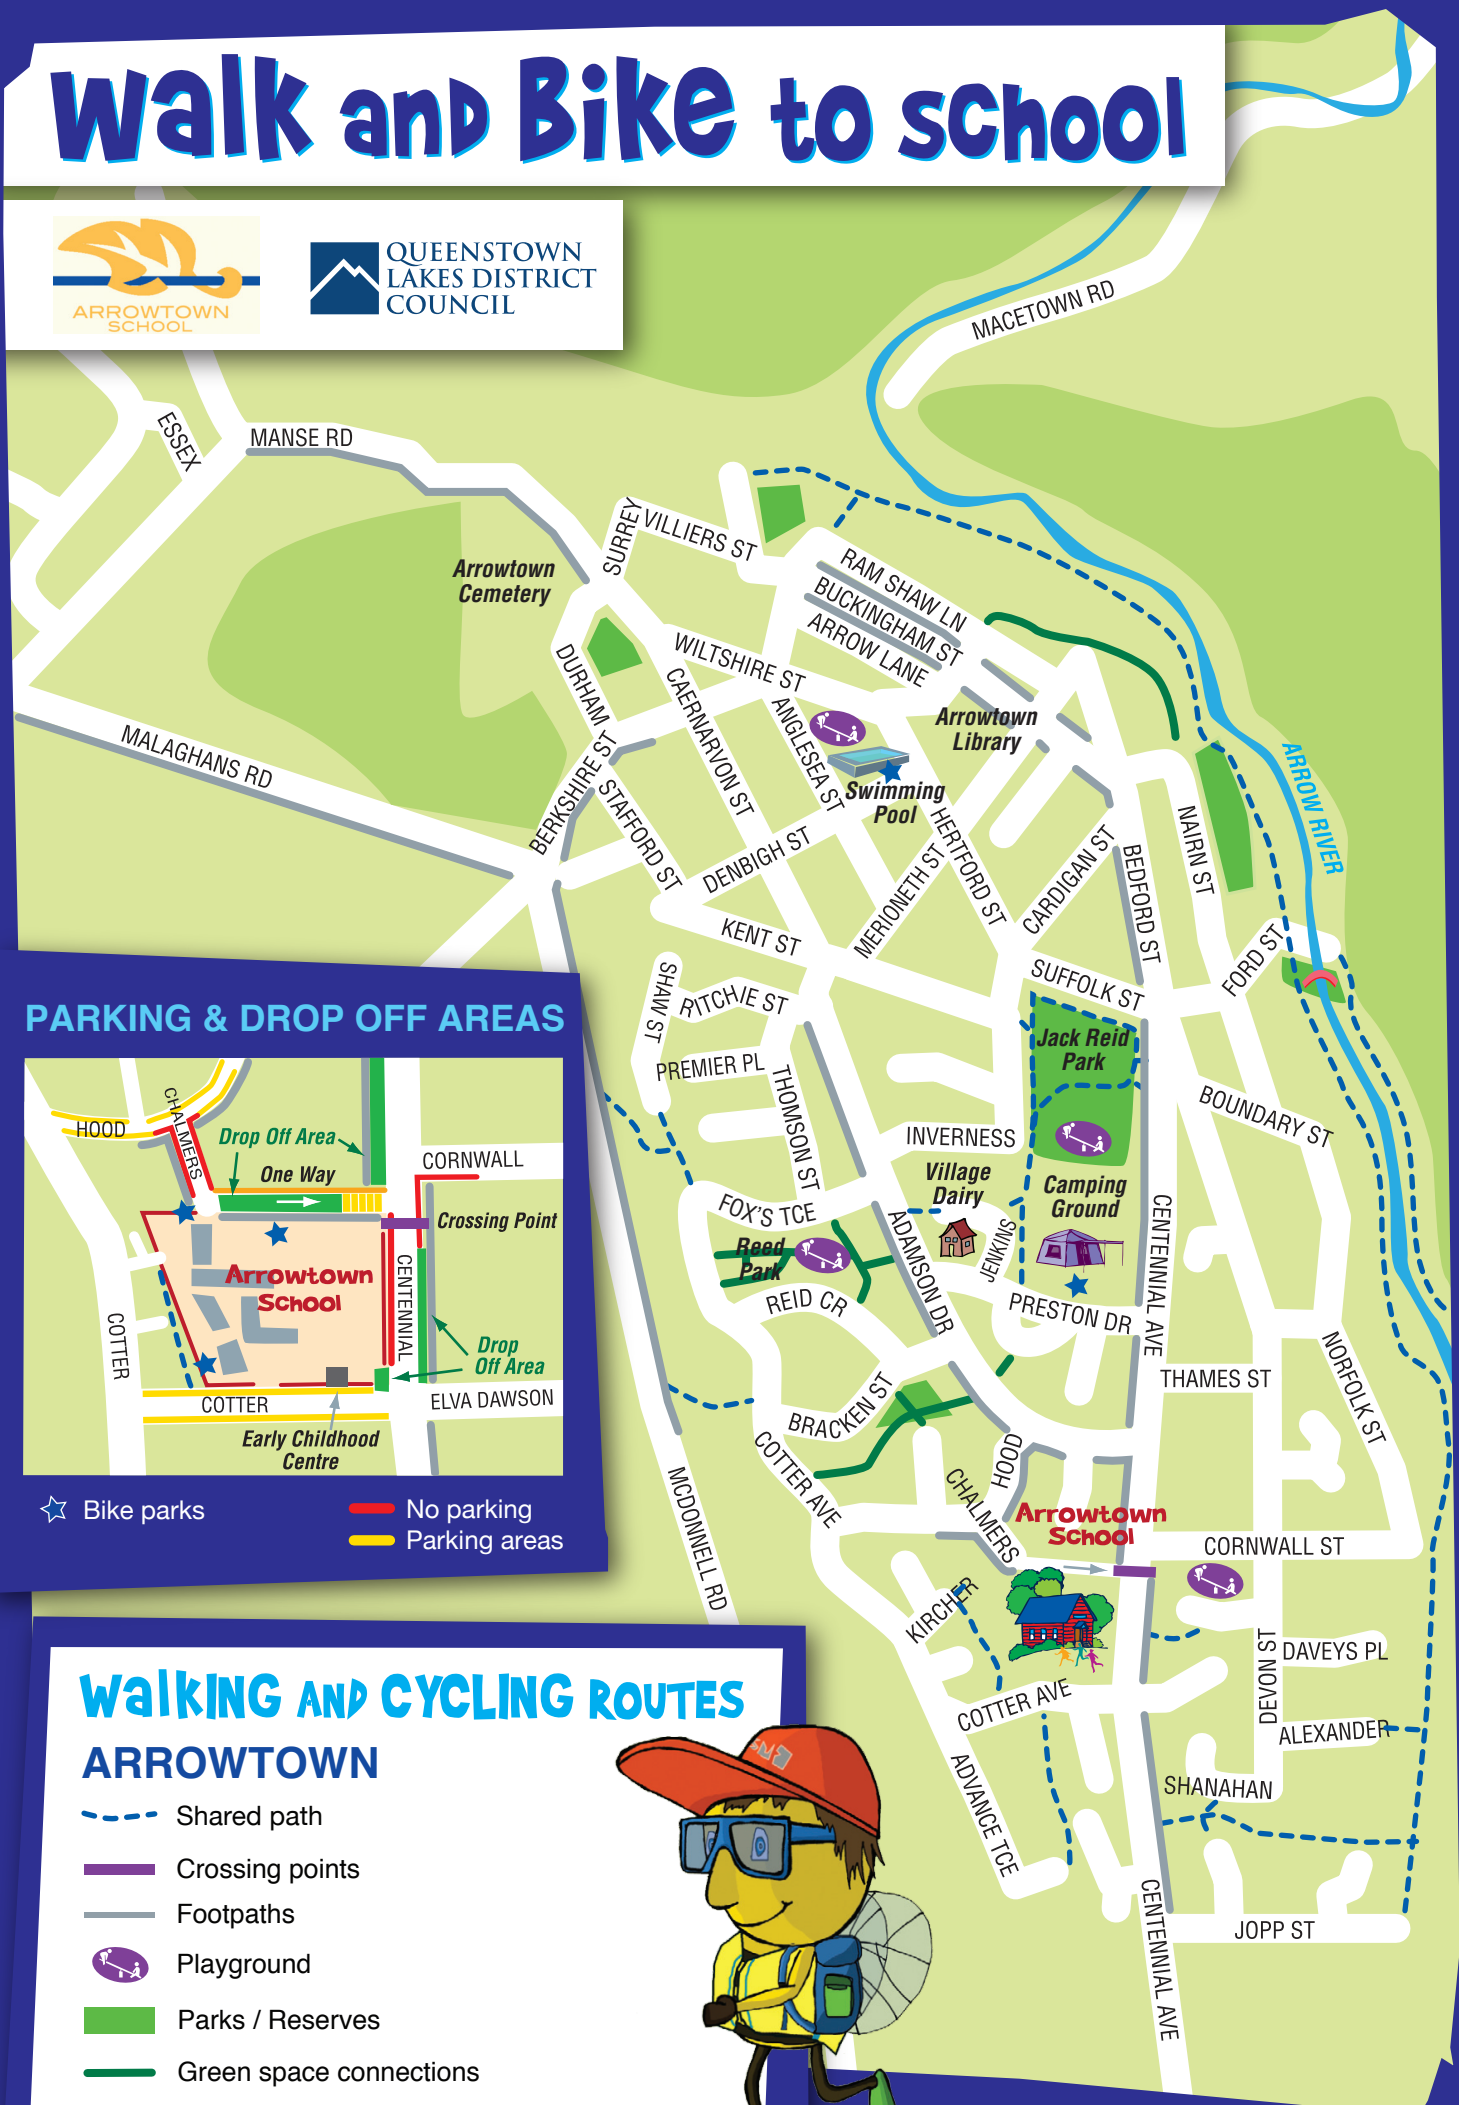 Walk and Bike to school
ARROWTOWN
SCHOOL
QUEENSTOWN
LAKES DISTRICT
COUNCIL
MACETOWN RD
ESSEX
MANSE RD
SURREY
VILLIERS ST
Arrowtown
Cemetery
RAM SHAW LN
BUCKINGHAM ST
ARROW LANE
WILTSHIRE ST
DURHAM
CAERNARVON ST
ANGLESEA ST
Arrowtown
Library
MALAGHANS RD
ARROW RIVER
BERKSHIRE ST
STAFFORD ST
Swimming
Pool
HERTFORD ST
NAIRN ST
DENBIGH ST
MERIONETH ST
CARDIGAN ST
BEDFORD ST
KENT ST
FORD ST
SUFFOLK ST
SHAW ST
RITCHIE ST
Jack Reid
Park
PREMIER PL
THOMSON ST
BOUNDARY ST
INVERNESS
Village
Dairy
Camping
Ground
FOX'S TCE
ADAMSON DR
JENKINS
CENTENNIAL AVE
Reed
Park
REID CR
PRESTON DR
THAMES ST
NORFOLK ST
BRACKEN ST
COTTER AVE
HOOD
CHALMERS
Arrowtown
School
CORNWALL ST
MCDONNELL RD
KIRCHER
DEVON ST
DAVEYS PL
COTTER AVE
ALEXANDER
ADVANCE TCE
SHANAHAN
CENTENNIAL AVE
JOPP ST
PARKING & DROP OFF AREAS
CHALMERS
HOOD
Drop Off Area
One Way
CORNWALL
Crossing Point
Arrowtown
School
CENTENNIAL
COTTER
Drop
Off Area
COTTER
ELVA DAWSON
Early Childhood
Centre
Bike parks
No parking
Parking areas
WalkING AND CYCLING ROUTES
ARROWTOWN
Shared path
Crossing points
Footpaths
Playground
Parks / Reserves
Green space connections